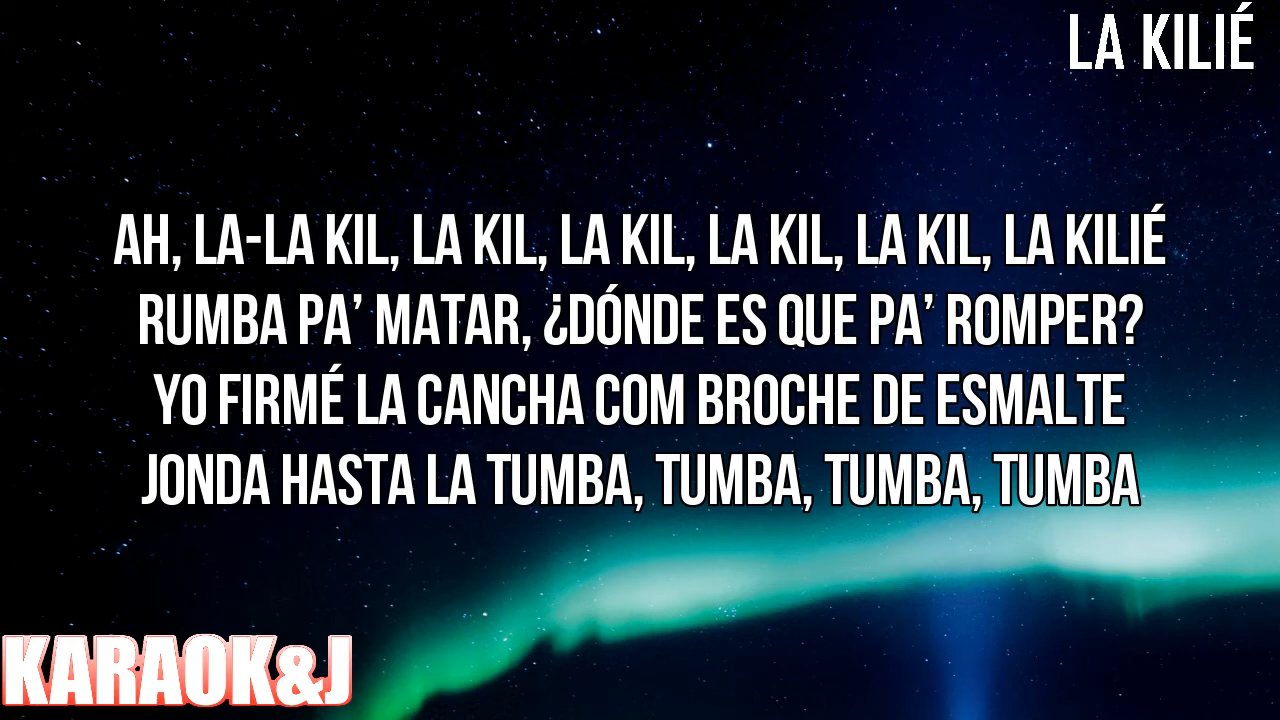 LA KILIÉ
AH, LA-LA KIL, LA KIL, LA KIL, LA KIL, LA KIL, LA KILIÉ
RUMBA PA’ MATAR, ¿DÓNDE ES QUE PA’ ROMPER?
YO FIRMÉ LA CANCHA COM BROCHE DE ESMALTE
JONDA HASTA LA TUMBA, TUMBA, TUMBA, TUMBA
KARAOK&J